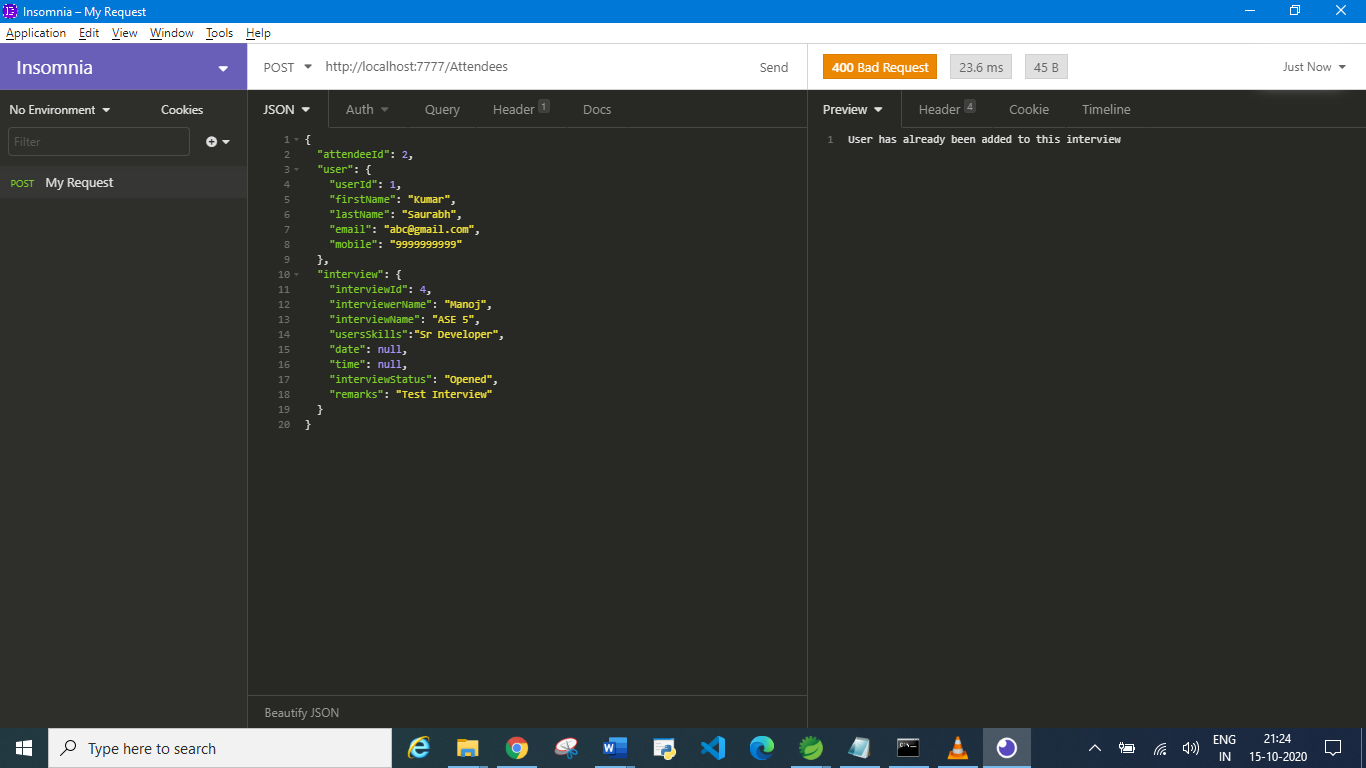 Insomnia – My Request
Application Edit View Window Tools Help
Insomnia
POST http://localhost:7777/Attendees Send
400 Bad Request 23.6 ms 45 B Just Now
No Environment Cookies
JSON Auth Query Header 1 Docs
Preview Header 4 Cookie Timeline
Filter
POST My Request
1 {
2 "attendeeId": 2,
3 "user": {
4 "userId": 1,
5 "firstName": "Kumar",
6 "lastName": "Saurabh",
7 "email": "abc@gmail.com",
8 "mobile": "9999999999"
9 },
10 "interview": {
11 "interviewId": 4,
12 "interviewerName": "Manoj",
13 "interviewName": "ASE 5",
14 "usersSkills":"Sr Developer",
15 "date": null,
16 "time": null,
17 "interviewStatus": "Opened",
18 "remarks": "Test Interview"
19 }
20 }
1 User has already been added to this interview
Beautify JSON
Type here to search
ENG
IN
21:24
15-10-2020